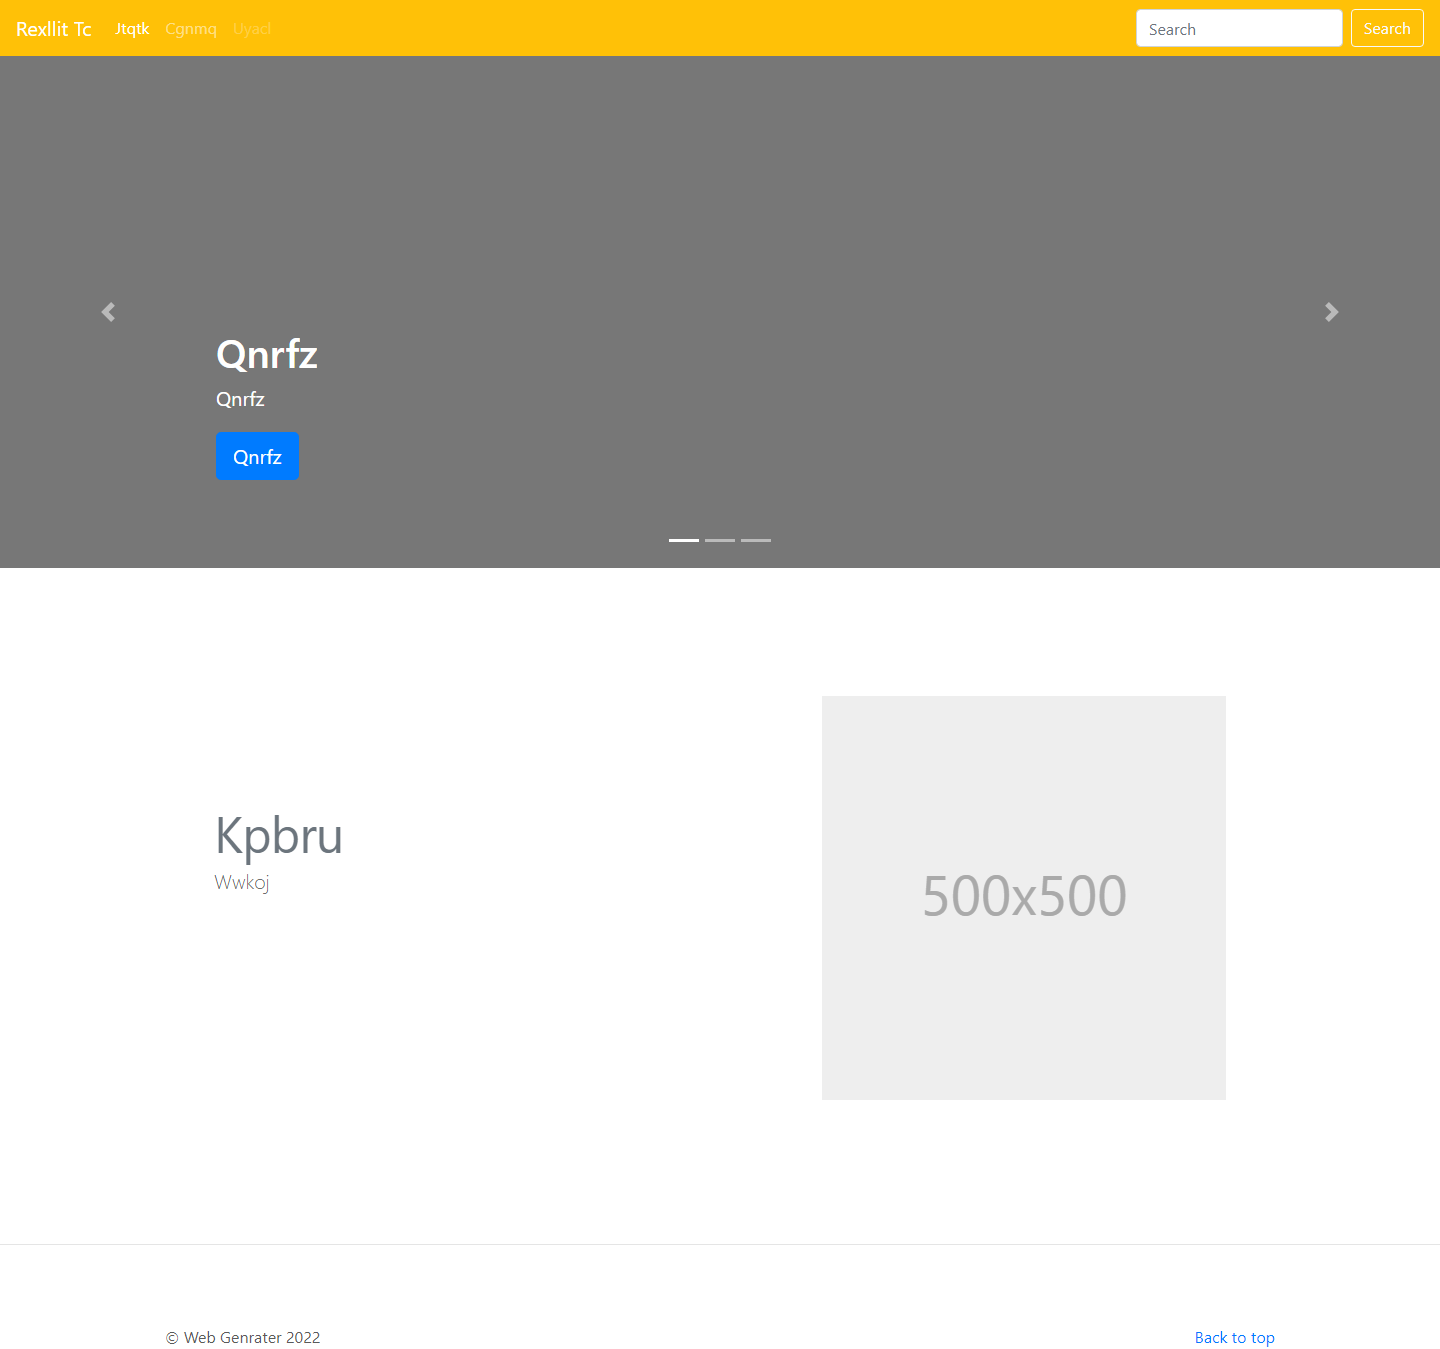 Rexllit Tc Jtqtk Cgnmq Uyacl Search Search
Qnrfz
Qnrfz
Qnrfz
Kpbru
Wwkoj
500x500
© Web Genrater 2022 Back to top